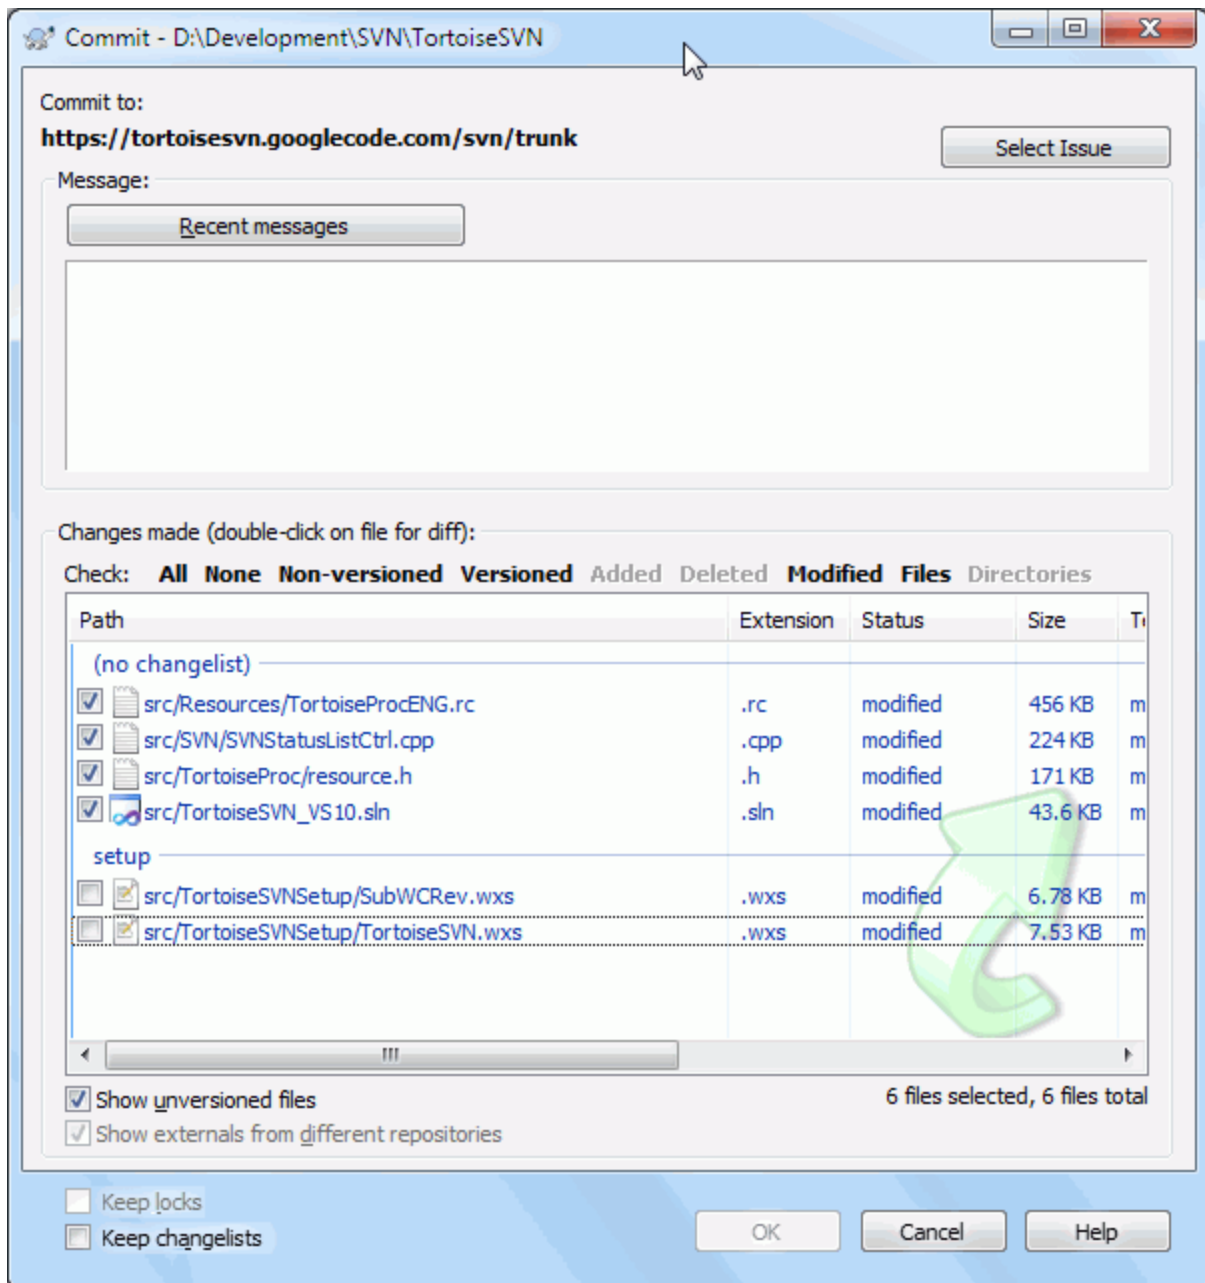 Commit - D:\Development\SVN\TortoiseSVN
Commit to:
https://tortoisesvn.googlecode.com/svn/trunk
Select Issue
Message:
Recent messages
Changes made (double-click on file for diff):
Check: All None Non-versioned Versioned Added Deleted Modified Files Directories
Path Extension Status Size
(no changelist)
src/Resources/TortoiseProcENG.rc .rc modified 456 KB m
src/SVN/SVNStatusListCtrl.cpp .cpp modified 224 KB m
src/TortoiseProc/resource.h .h modified 171 KB m
src/TortoiseSVN_VS10.sln .sln modified 43.6 KB m
setup
src/TortoiseSVNSetup/SubWCRev.wxs .wxs modified 6.78 KB m
src/TortoiseSVNSetup/TortoiseSVN.wxs .wxs modified 7.53 KB m
Show unversioned files
6 files selected, 6 files total
Show externals from different repositories
Keep locks
Keep changelists
OK Cancel Help